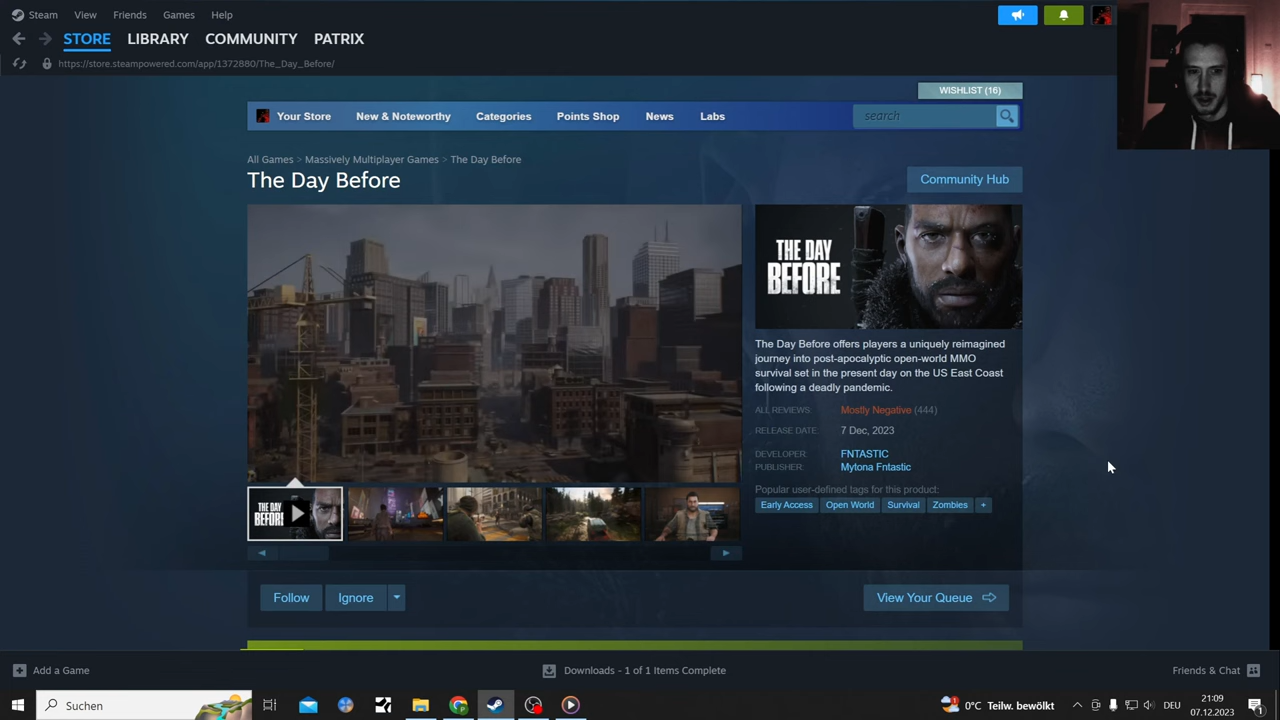 Steam View Friends Games Help
STORE LIBRARY COMMUNITY PATRIX
https://store.steampowered.com/app/1372880/The_Day_Before/
WISHLIST (16)
Your Store New & Noteworthy Categories Points Shop News Labs search
All Games > Massively Multiplayer Games > The Day Before
The Day Before
Community Hub
THE DAY
BEFORE
The Day Before offers players a uniquely reimagined
journey into post-apocalyptic open-world MMO
survival set in the present day on the US East Coast
following a deadly pandemic.
ALL REVIEWS: Mostly Negative (444)
RELEASE DATE: 7 Dec, 2023
DEVELOPER: FNTASTIC
PUBLISHER: Mytona Fntastic
Popular user-defined tags for this product:
Early Access Open World Survival Zombies +
THE DAY
BEFORE
Follow Ignore View Your Queue
Add a Game Downloads - 1 of 1 Items Complete Friends & Chat
Suchen 1 0°C Teilw. bewölkt DEU 21:09
07.12.2023 1